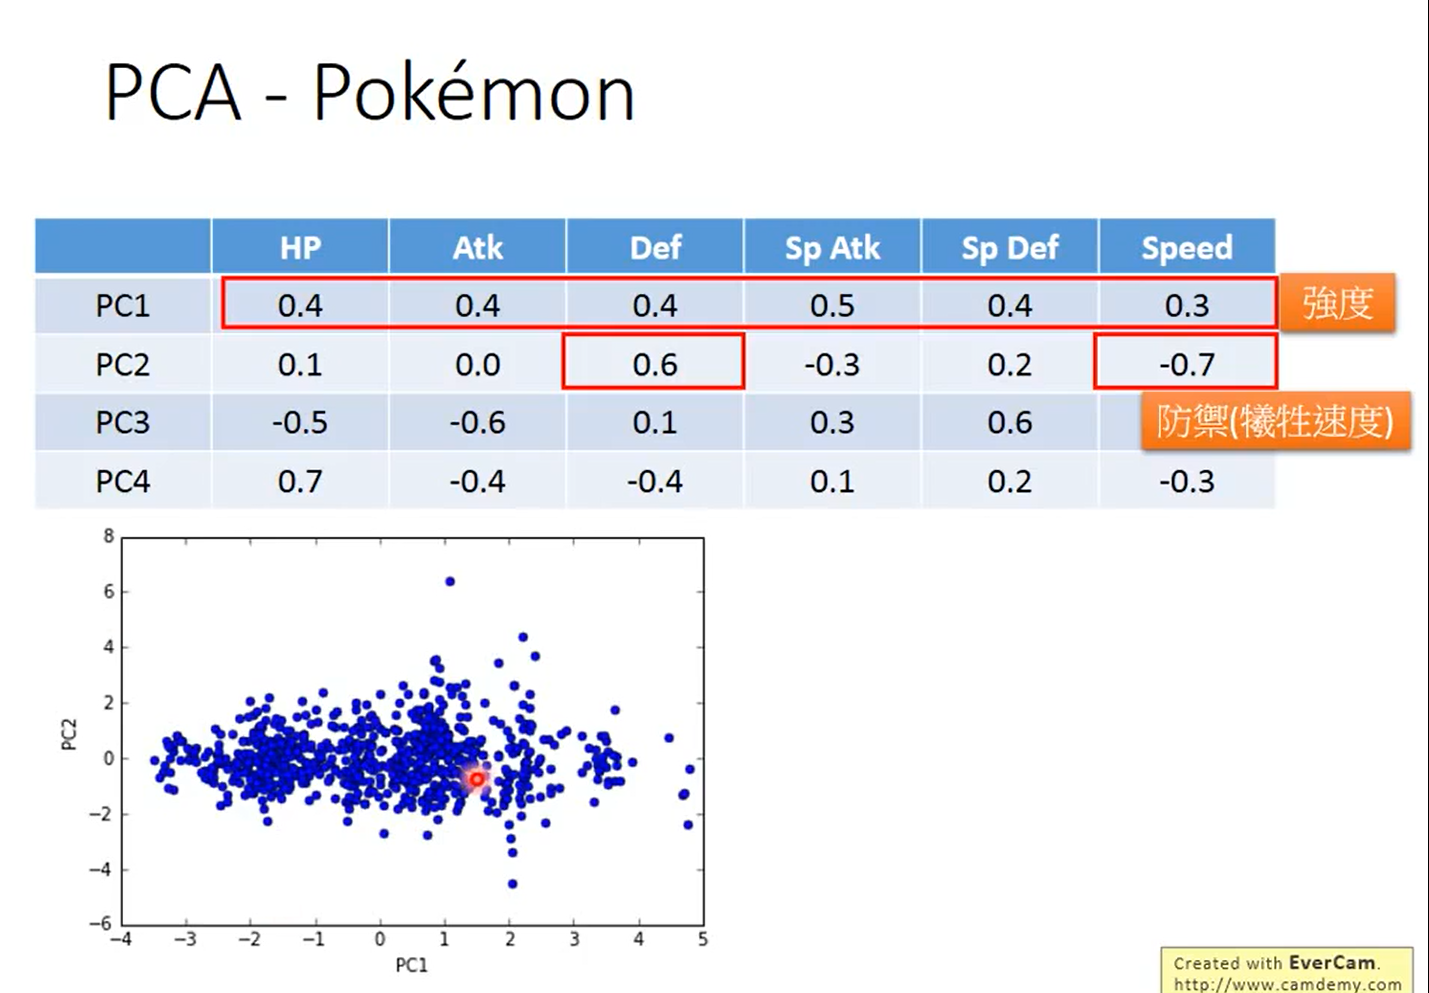 PCA - Pokémon
HP Atk Def Sp Atk Sp Def Speed
PC1 0.4 0.4 0.4 0.5 0.4 0.3 強度
PC2 0.1 0.0 0.6 -0.3 0.2 -0.7
PC3 -0.5 -0.6 0.1 0.3 0.6 防禦(犧牲速度)
PC4 0.7 -0.4 -0.4 0.1 0.2 -0.3
8
6
4
2
0
−2
−4
−6
PC2
−4 −3 −2 −1 0 1 2 3 4 5
PC1
Created with EverCam.
http://www.camdemy.com